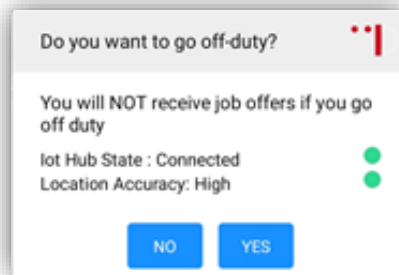 Do you want to go off-duty?
You will NOT receive job offers if you go
off duty
Iot Hub State : Connected
Location Accuracy: High
NO YES